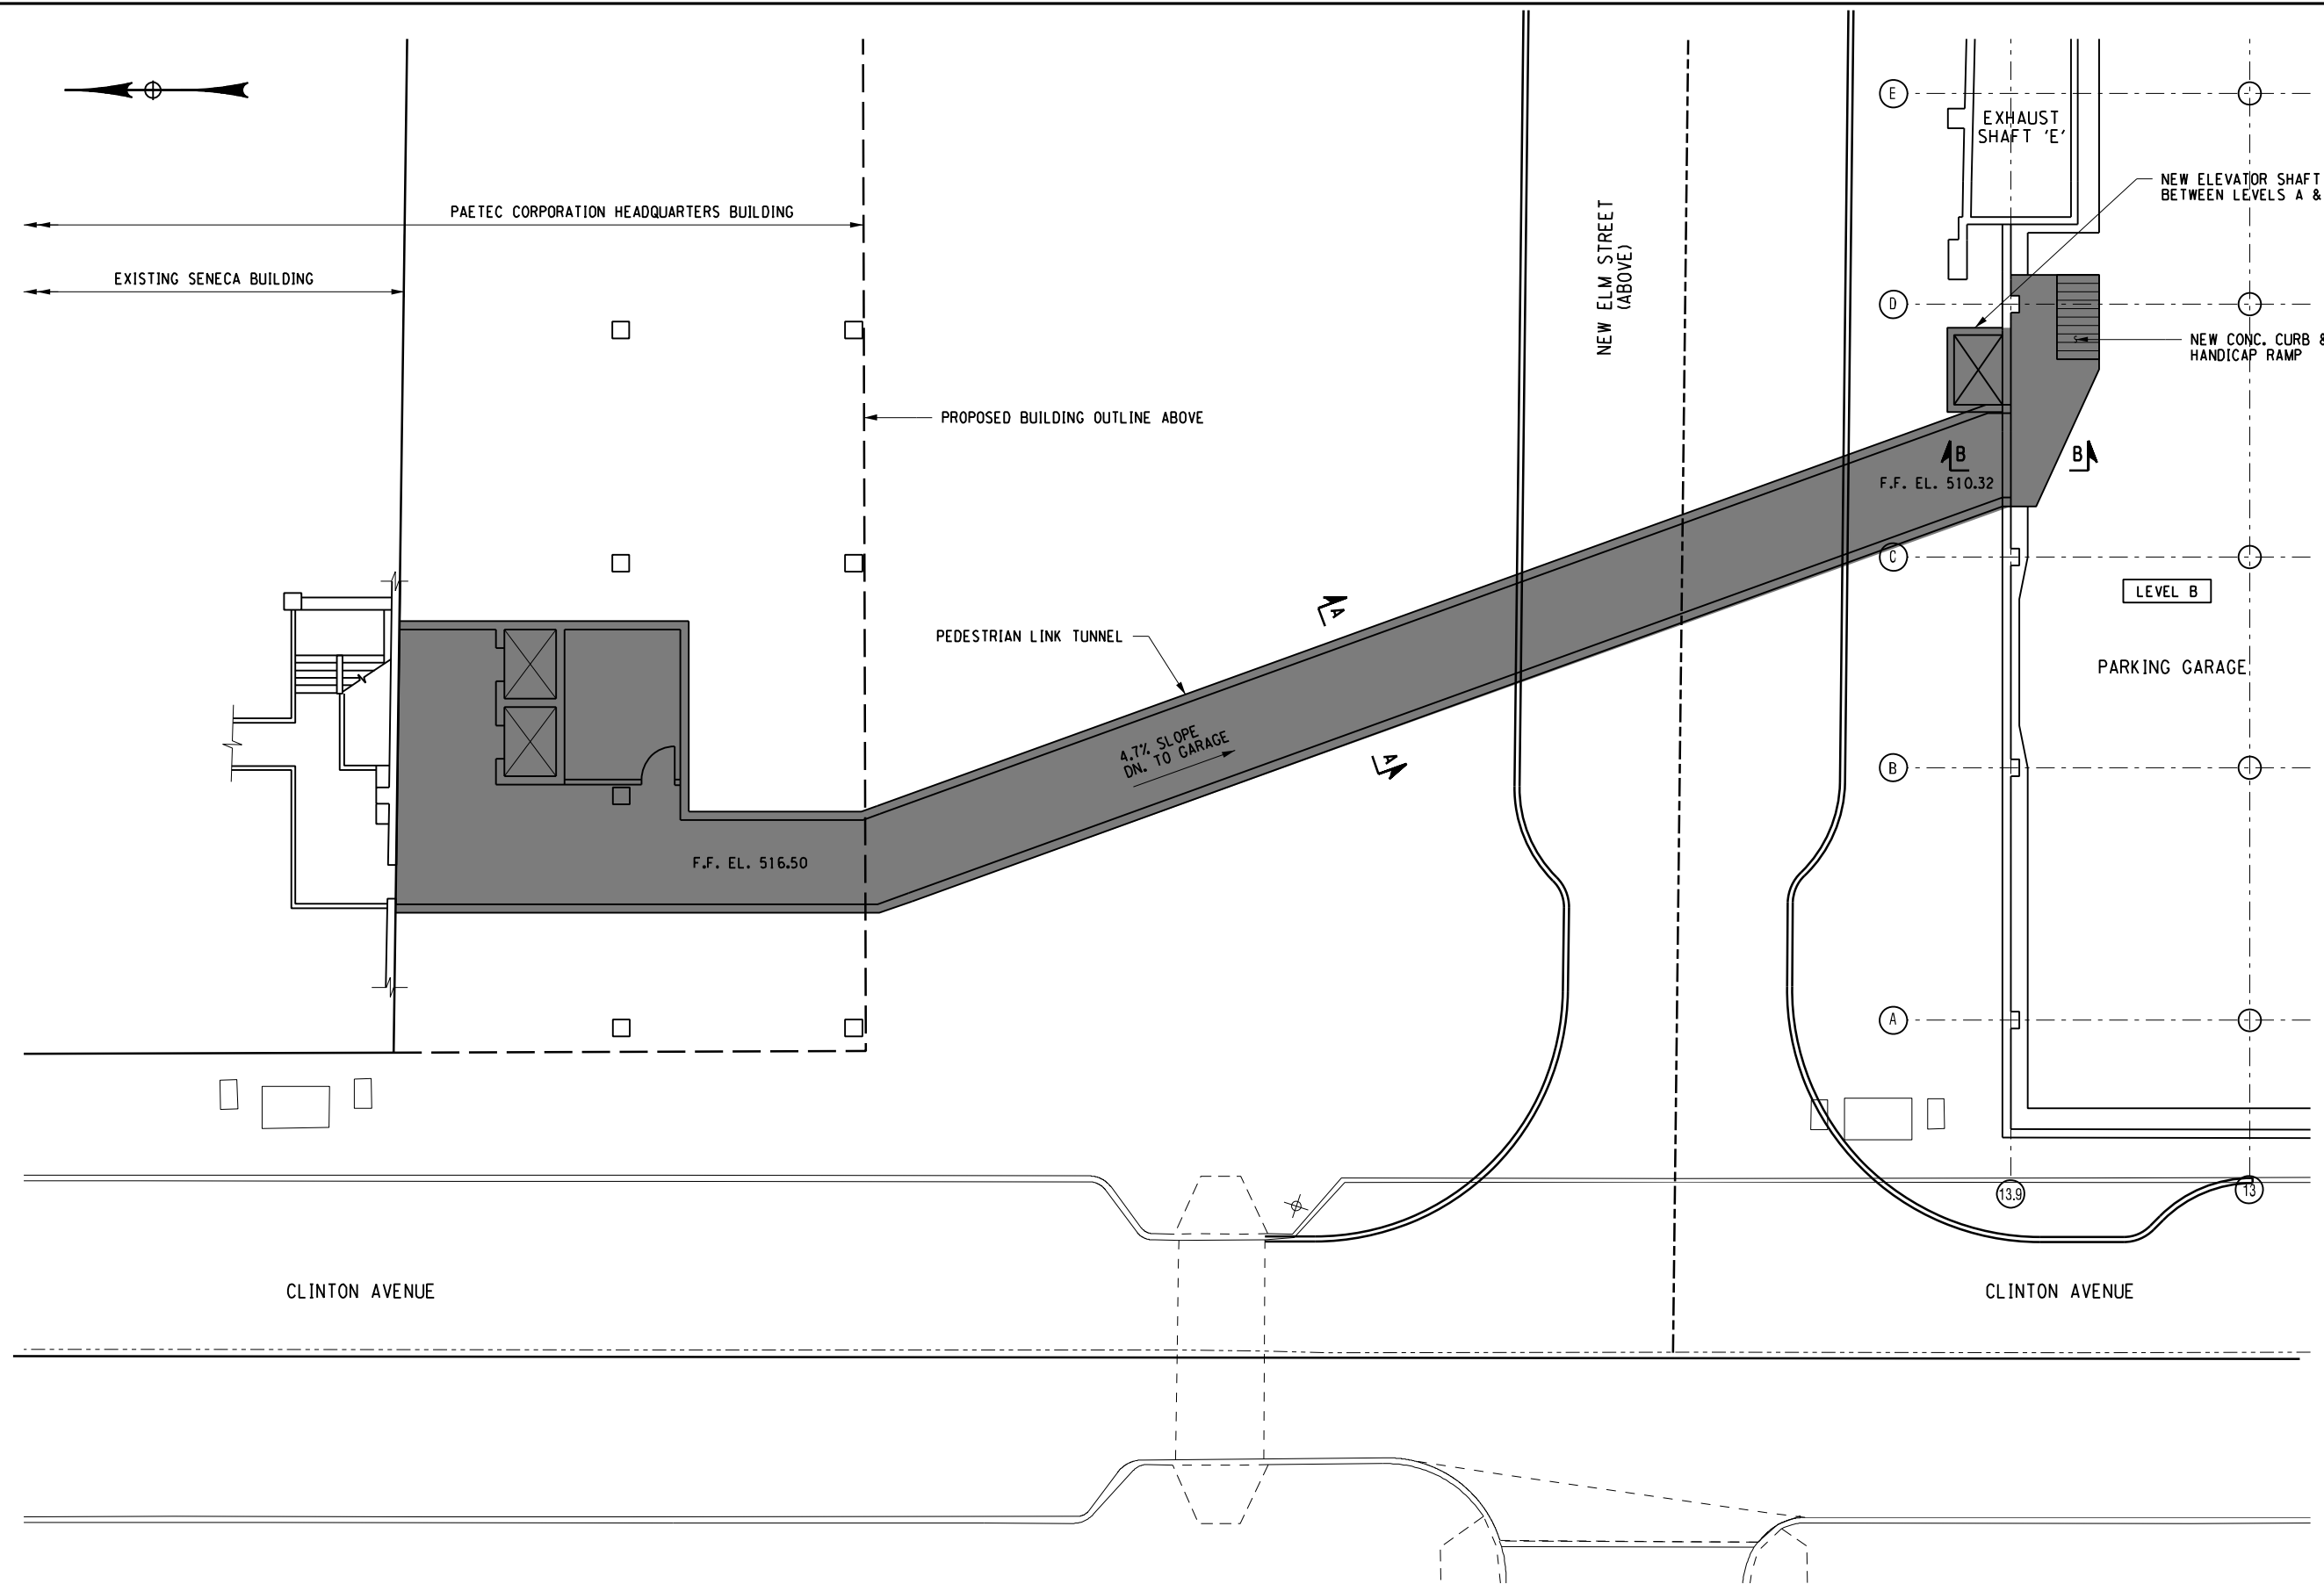 E
EXHAUST
SHAFT 'E'
NEW ELEVATOR SHAFT
BETWEEN LEVELS A &
PAETEC CORPORATION HEADQUARTERS BUILDING
EXISTING SENECA BUILDING
NEW ELM STREET
(ABOVE)
D
NEW CONC. CURB &
HANDICAP RAMP
PROPOSED BUILDING OUTLINE ABOVE
B
B
F.F. EL. 510.32
C
LEVEL B
A
PEDESTRIAN LINK TUNNEL
PARKING GARAGE
4.7% SLOPE
DN. TO GARAGE
A
B
F.F. EL. 516.50
A
13.9
13
CLINTON AVENUE
CLINTON AVENUE